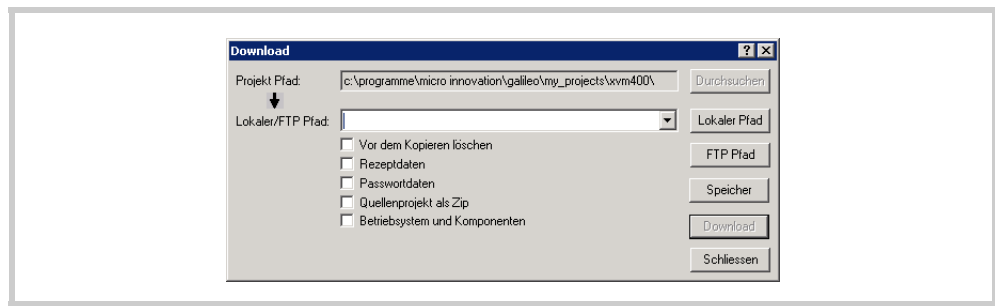 Download
Projekt Pfad: c:\programme\micro innovation\galileo\my_projects\xvm400\ Durchsuchen
Lokaler/FTP Pfad: Lokaler Pfad
Vor dem Kopieren löschen
FTP Pfad
Rezeptdaten
Passwortdaten
Speicher
Quellenprojekt als Zip
Betriebsystem und Komponenten
Download
Schliessen